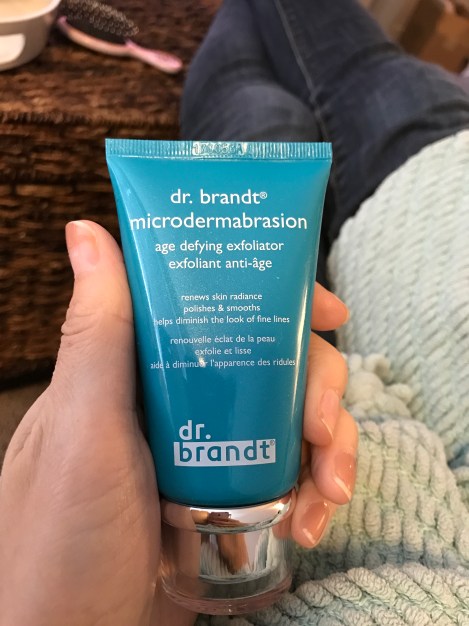 dr. brandt®
microdermabrasion
age defying exfoliator
exfoliant anti-âge
renews skin radiance
polishes & smooths
helps diminish the look of fine lines
renouvelle éclat de la peau
exfolie et lisse
aide à diminuer l'apparence des ridules
dr.
brandt®